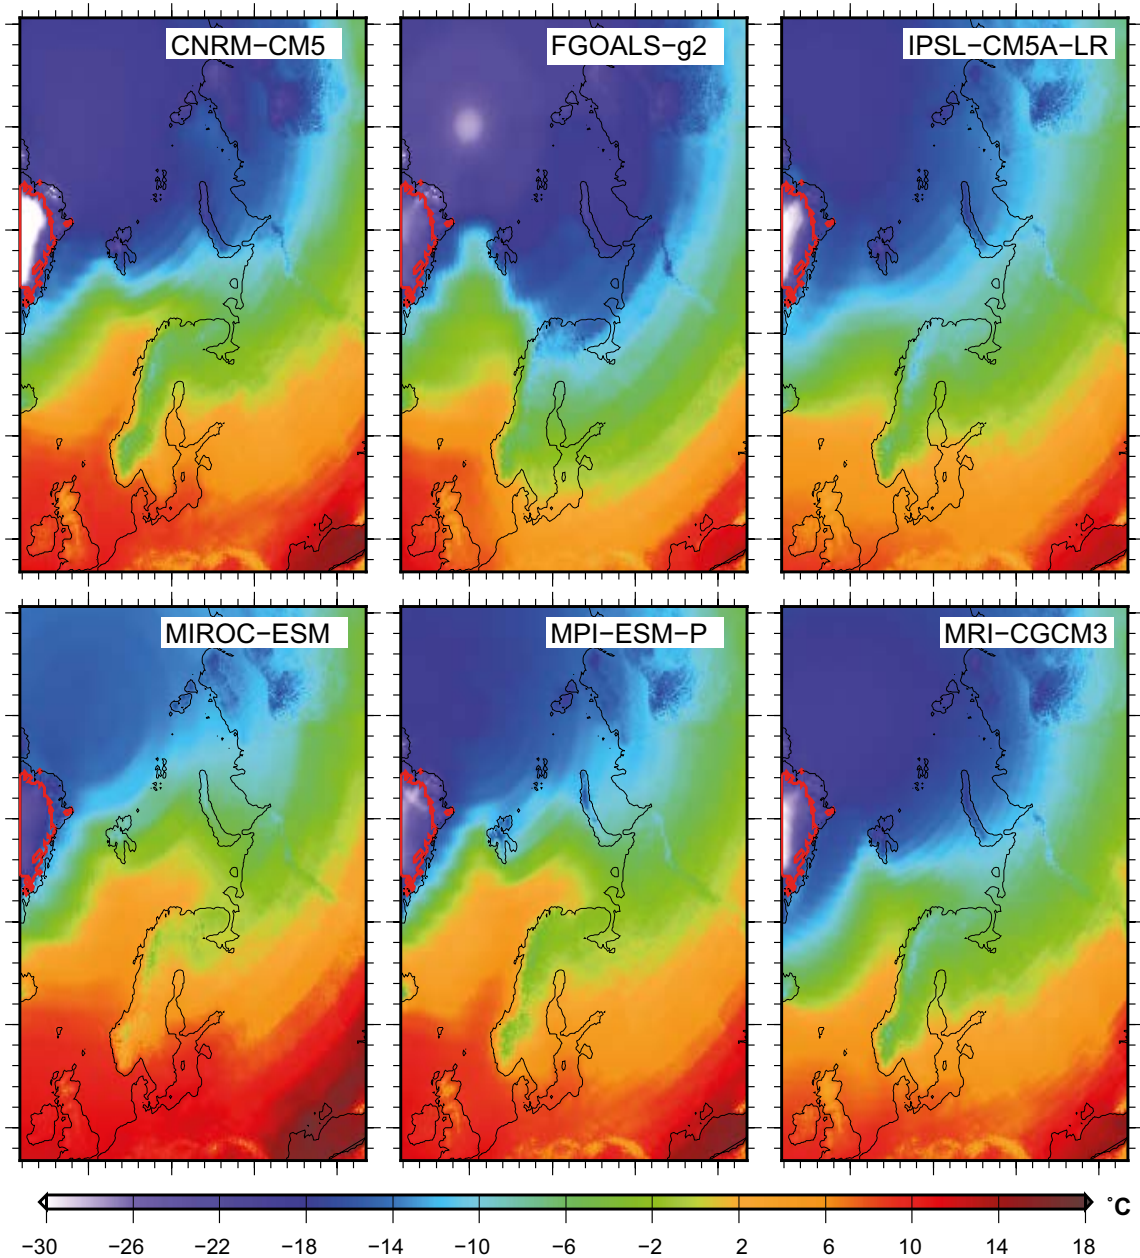 CNRM−CM5 FGOALS−g2 IPSL−CM5A−LR
MIROC−ESM MPI−ESM−P MRI−CGCM3
°C
−30 −26 −22 −18 −14 −10 −6 −2 2 6 10 14 18